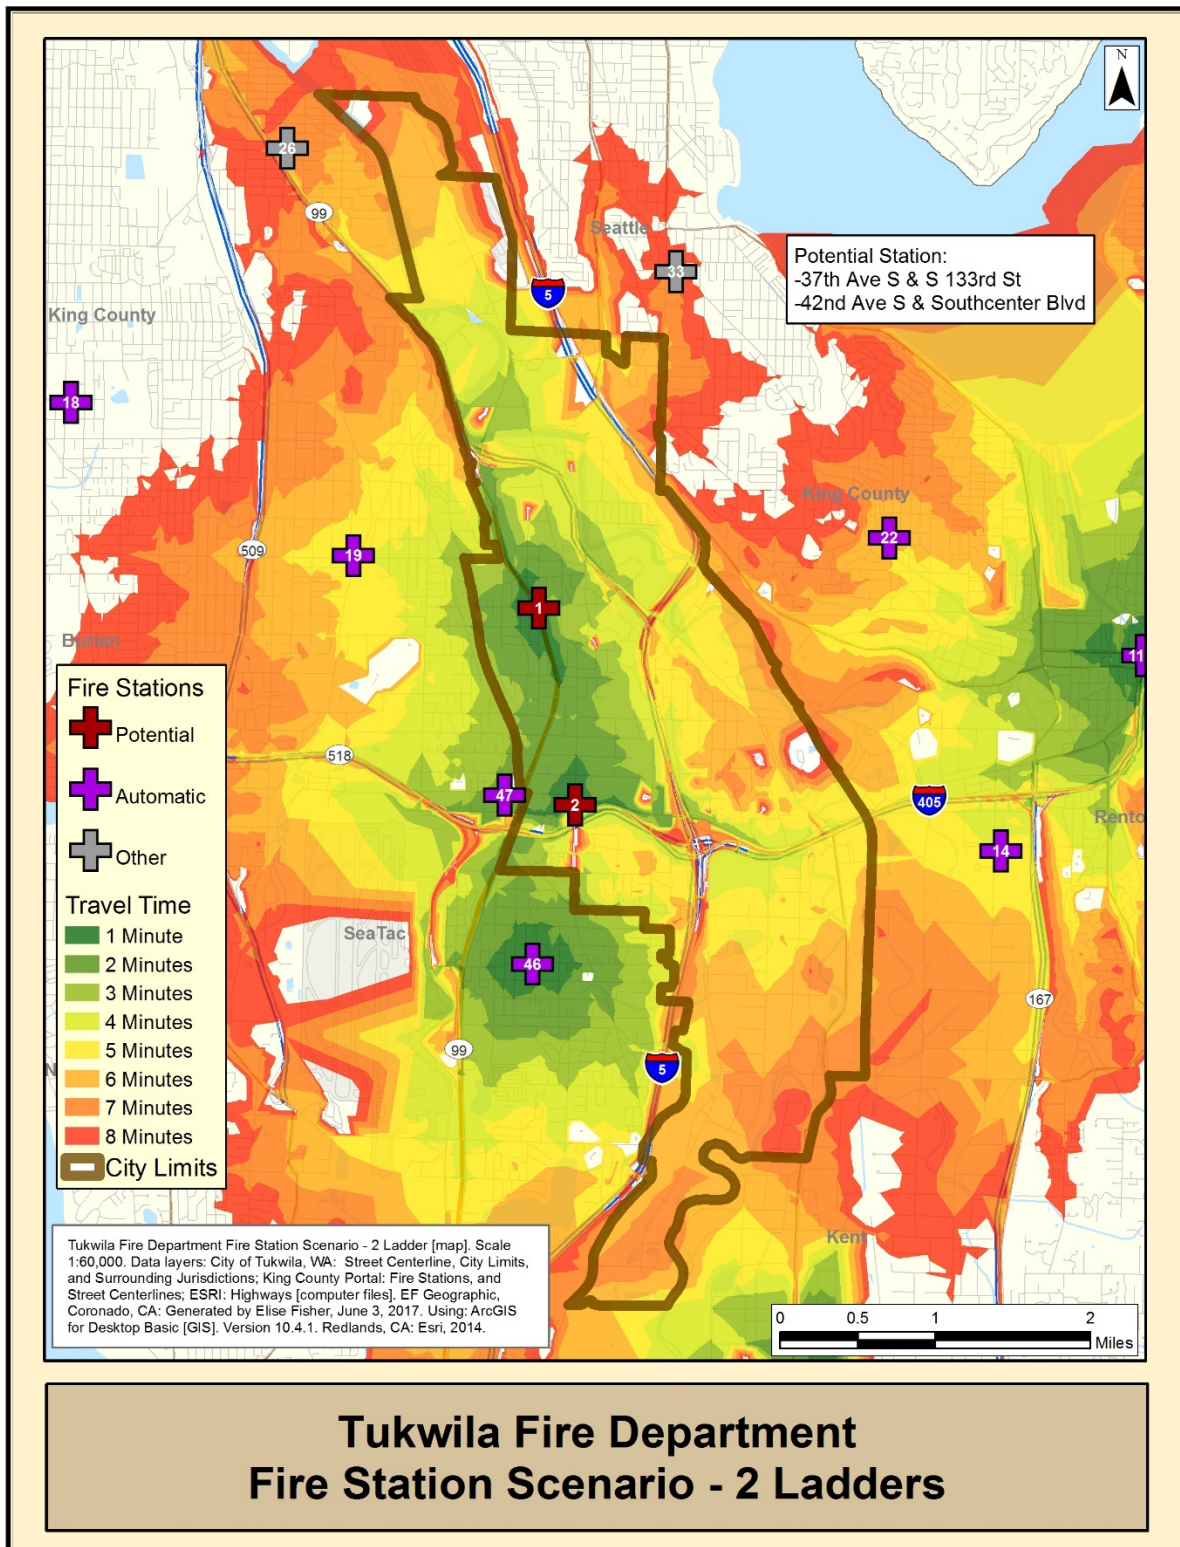 N
26
99
Seattle
33
5
Potential Station:
-37th Ave S & S 133rd St
-42nd Ave S & Southcenter Blvd
King County
18
King County
22
509
19
1
11
Burien
Fire Stations
Potential
Automatic
Other
518
47
2
405
Rento
14
SeaTac
46
Travel Time
1 Minute
2 Minutes
3 Minutes
4 Minutes
5 Minutes
6 Minutes
7 Minutes
8 Minutes
City Limits
167
99
5
N
Kent
Tukwila Fire Department Fire Station Scenario - 2 Ladder [map]. Scale
1:60,000. Data layers: City of Tukwila, WA: Street Centerline, City Limits,
and Surrounding Jurisdictions; King County Portal: Fire Stations, and
Street Centerlines; ESRI: Highways [computer files]. EF Geographic,
Coronado, CA: Generated by Elise Fisher, June 3, 2017. Using: ArcGIS
for Desktop Basic [GIS]. Version 10.4.1. Redlands, CA: Esri, 2014.
0 0.5 1 2
Miles
Tukwila Fire Department
Fire Station Scenario - 2 Ladders